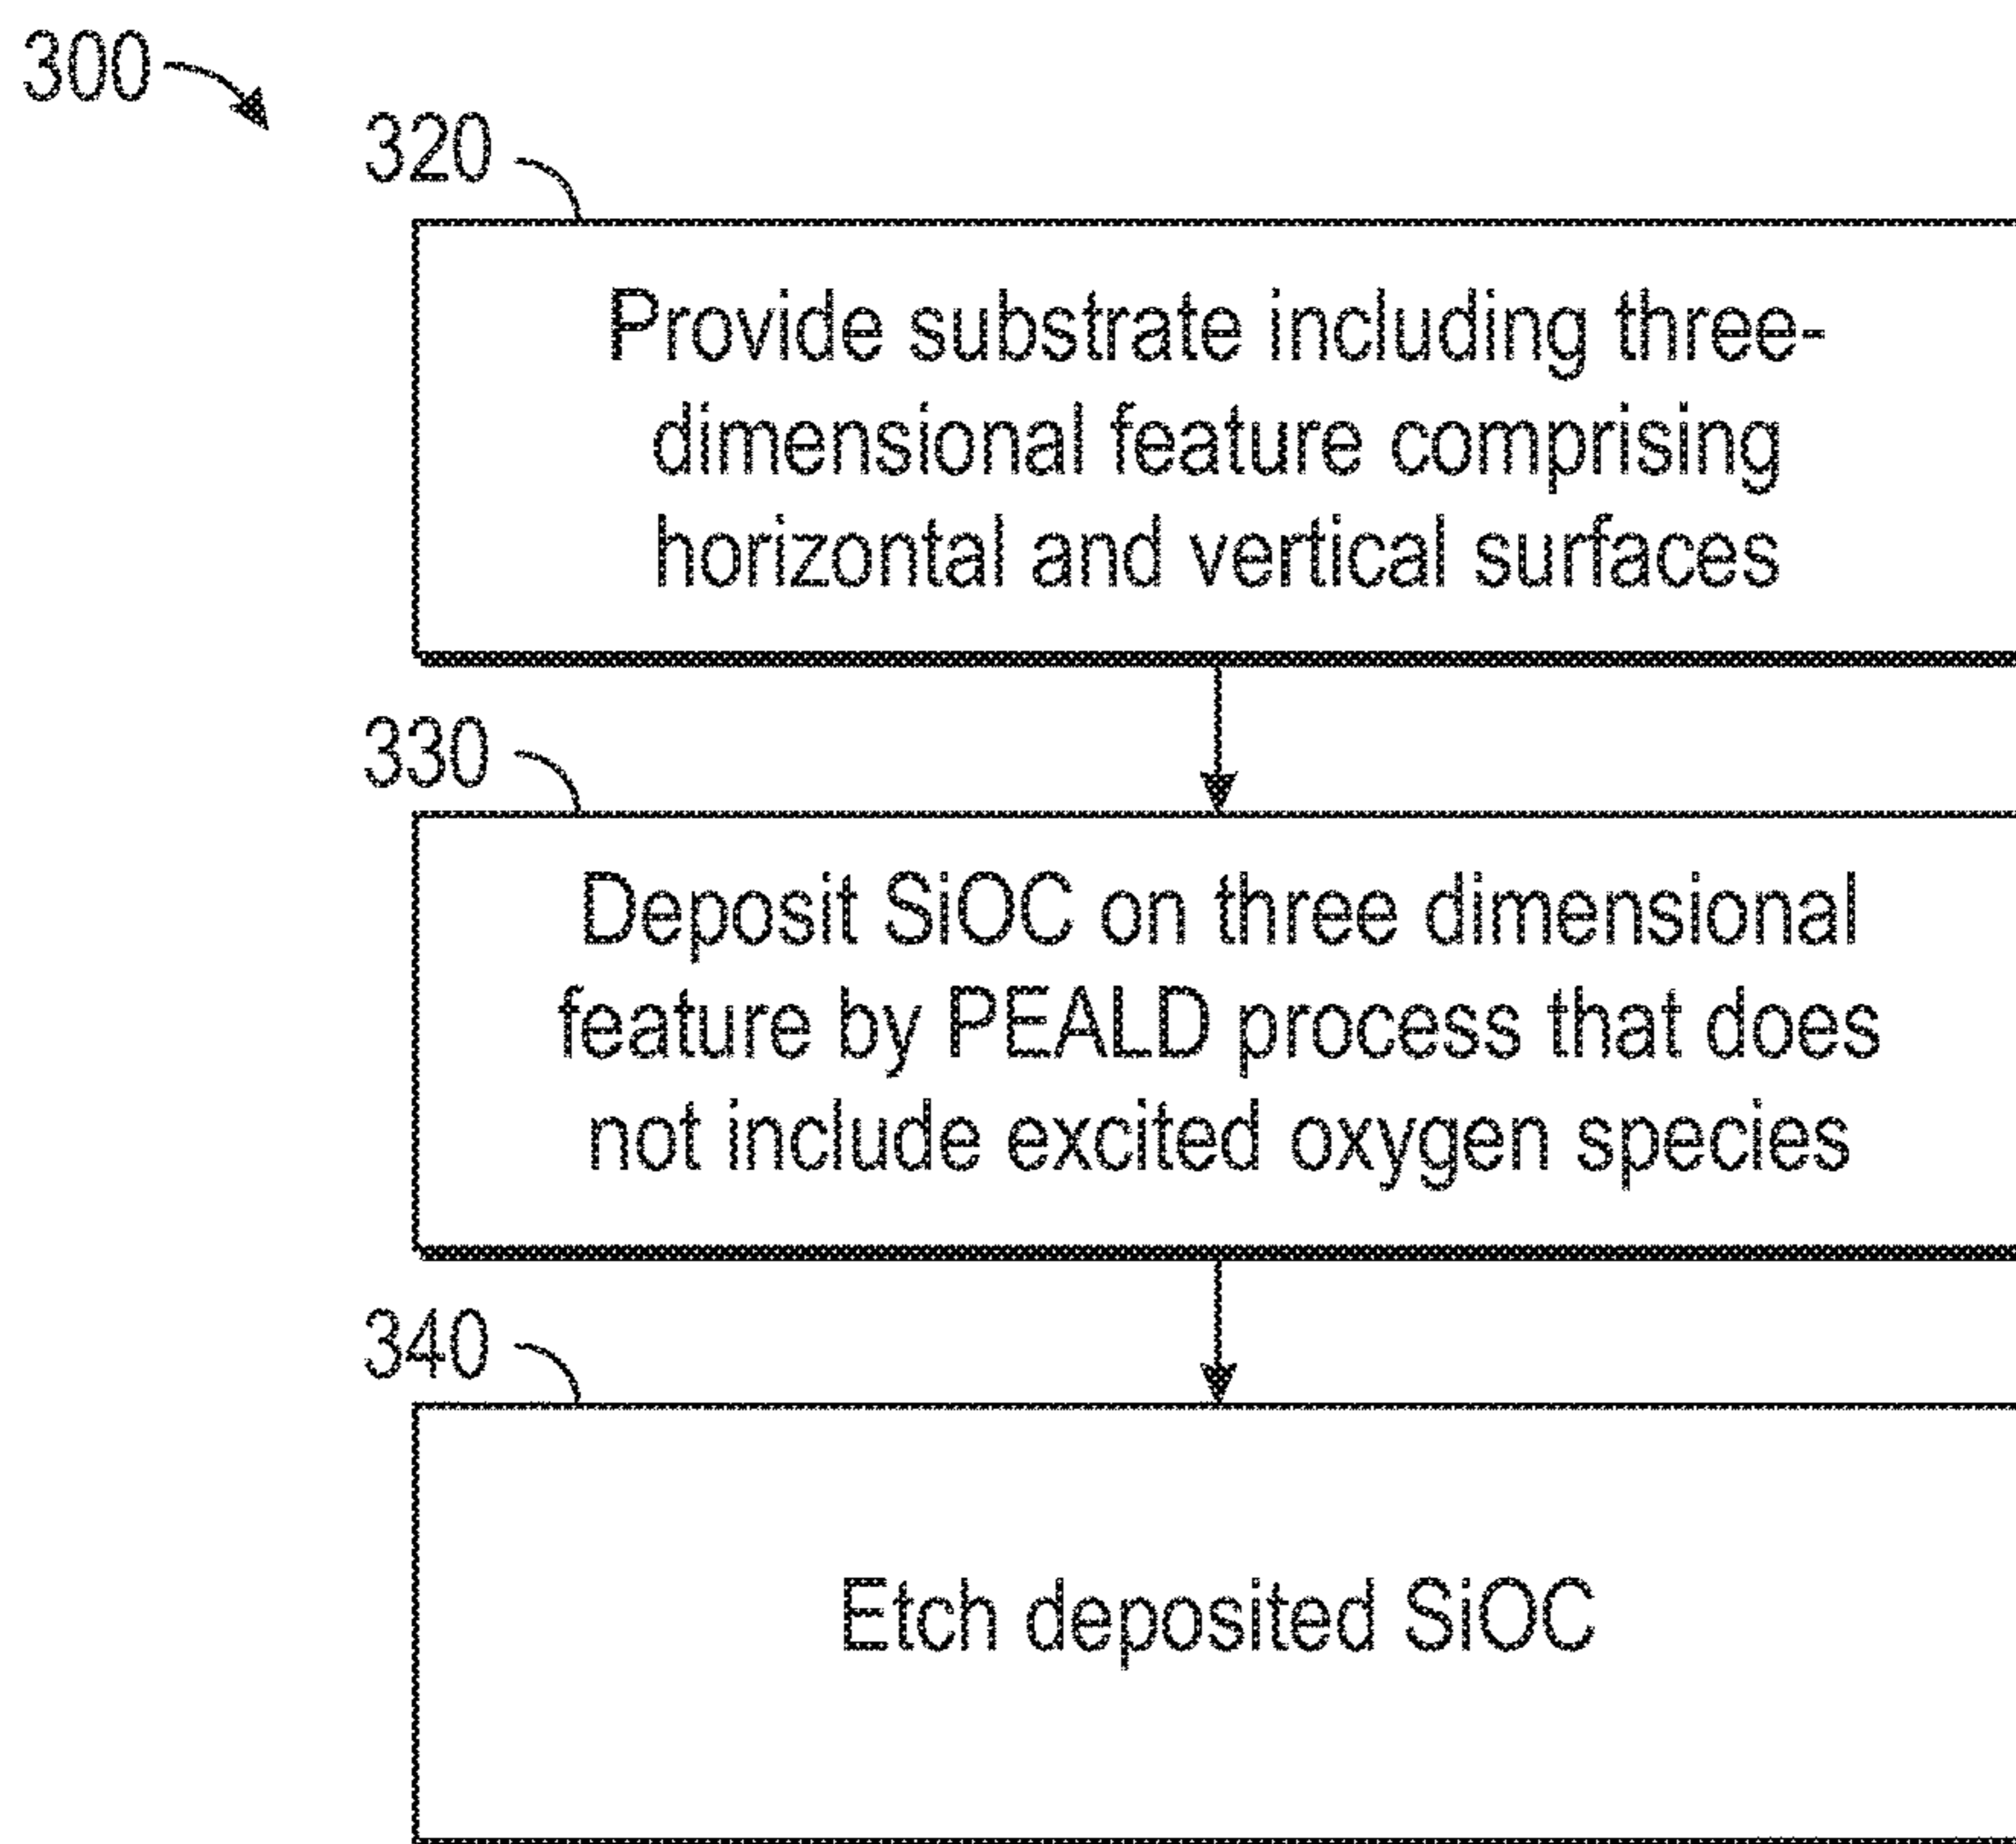 300
320
Provide substrate including three-
dimensional feature comprising
horizontal and vertical surfaces
330
Deposit SiOC on three dimensional
feature by PEALD process that does
not include excited oxygen species
340
Etch deposited SiOC